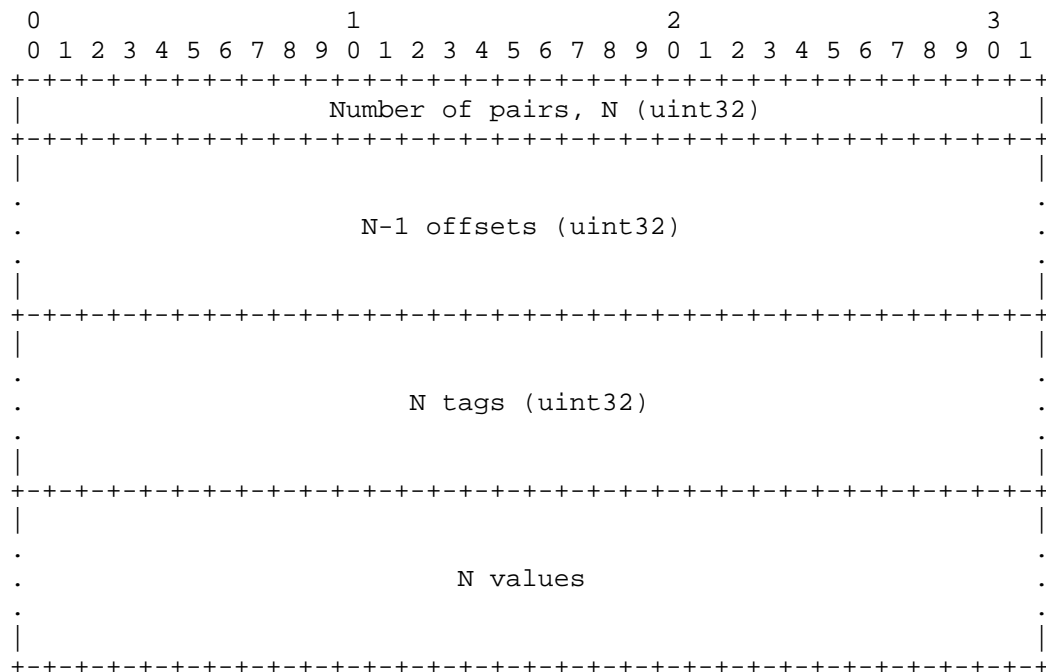 0                   1                   2                   3
 0 1 2 3 4 5 6 7 8 9 0 1 2 3 4 5 6 7 8 9 0 1 2 3 4 5 6 7 8 9 0 1
+-+-+-+-+-+-+-+-+-+-+-+-+-+-+-+-+-+-+-+-+-+-+-+-+-+-+-+-+-+-+-+-+
|                   Number of pairs, N (uint32)                 |
+-+-+-+-+-+-+-+-+-+-+-+-+-+-+-+-+-+-+-+-+-+-+-+-+-+-+-+-+-+-+-+-+
|                                                               |
.                                                               .
.                     N-1 offsets (uint32)                      .
.                                                               .
|                                                               |
+-+-+-+-+-+-+-+-+-+-+-+-+-+-+-+-+-+-+-+-+-+-+-+-+-+-+-+-+-+-+-+-+
|                                                               |
.                                                               .
.                        N tags (uint32)                        .
.                                                               .
|                                                               |
+-+-+-+-+-+-+-+-+-+-+-+-+-+-+-+-+-+-+-+-+-+-+-+-+-+-+-+-+-+-+-+-+
|                                                               |
.                                                               .
.                           N values                            .
.                                                               .
|                                                               |
+-+-+-+-+-+-+-+-+-+-+-+-+-+-+-+-+-+-+-+-+-+-+-+-+-+-+-+-+-+-+-+-+